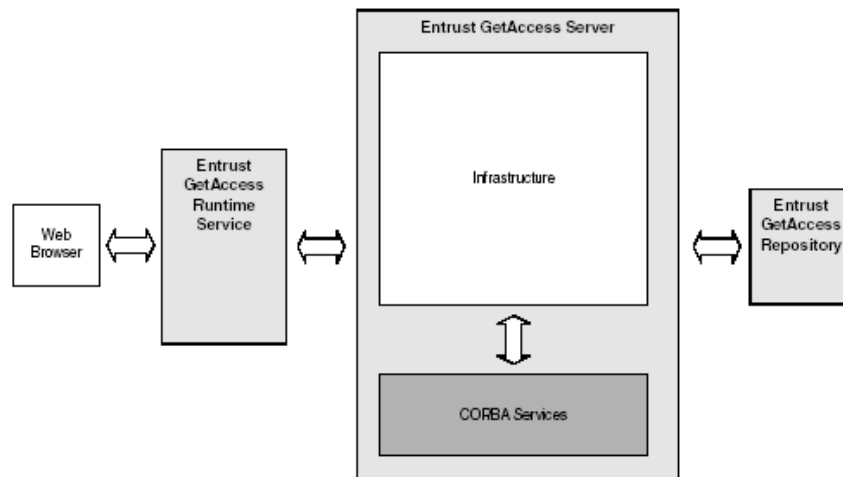 Entrust GetAccess Server
Infrastructure
CORBA Services
Entrust
GetAccess
Runtime
Service
Web
Browser
Entrust
GetAccess
Repository